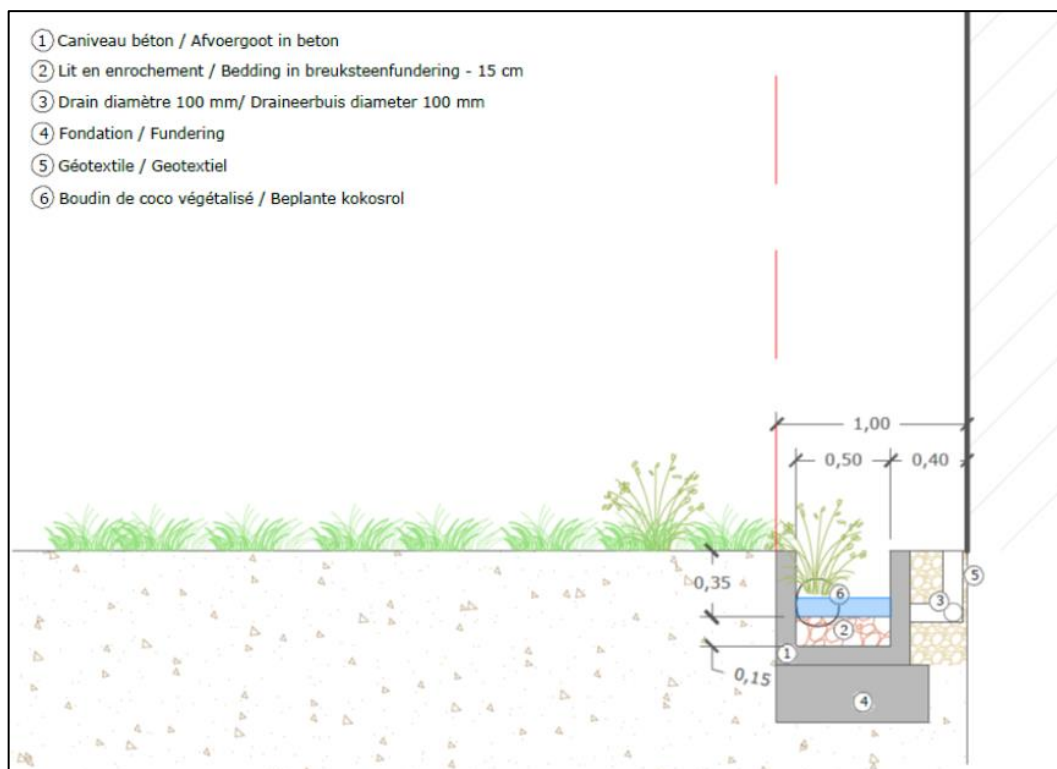 ① Caniveau béton / Afvoergoot in beton
② Lit en enrochement / Bedding in breuksteenfundering - 15 cm
③ Drain diamètre 100 mm/ Draineerbuis diameter 100 mm
④ Fondation / Fundering
⑤ Géotextile / Geotextiel
⑥ Boudin de coco végétalisé / Beplante kokosrol
1,00
0,50 0,40
0,35
⑤
⑥
③
②
①
0,15
④